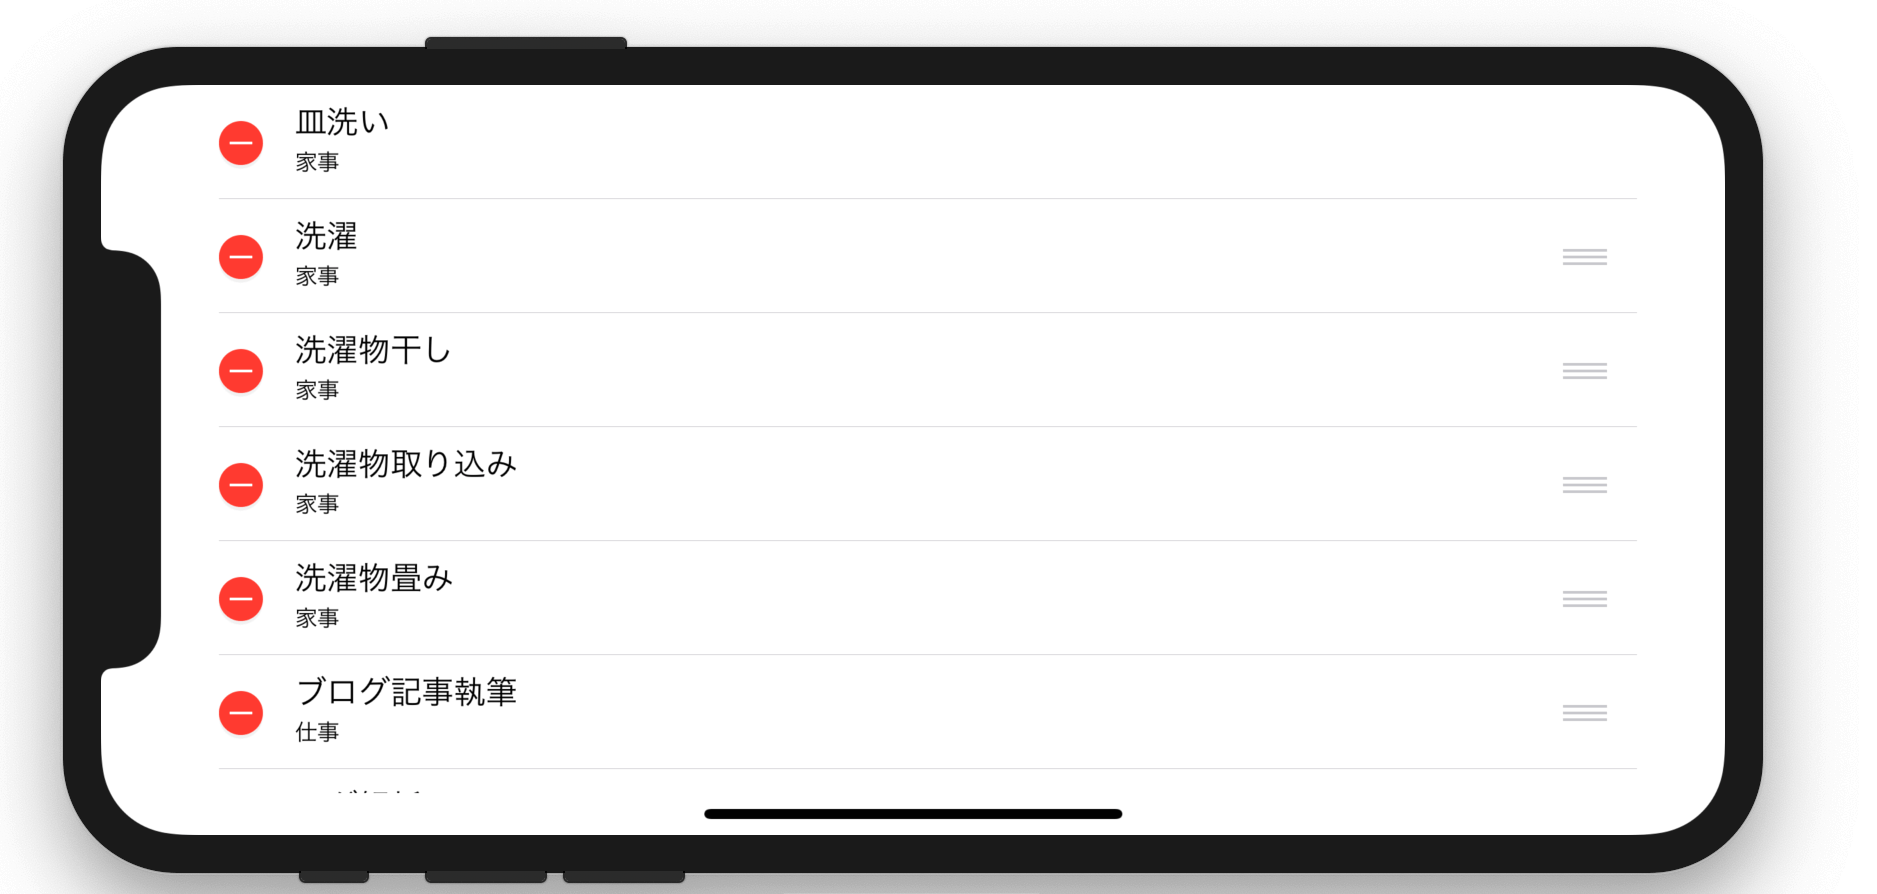 皿洗い
家事
洗濯
家事
洗濯物干し
家事
洗濯物取り込み
家事
洗濯物畳み
家事
ブログ記事執筆
仕事